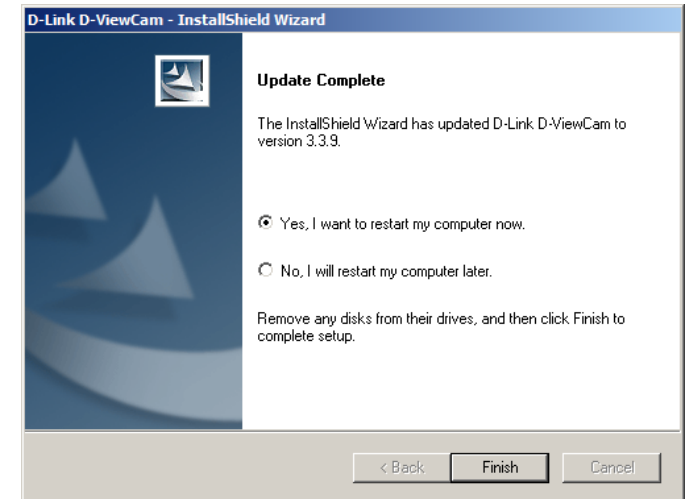 D-Link D-ViewCam - InstallShield Wizard
Update Complete
The InstallShield Wizard has updated D-Link D-ViewCam to
version 3.3.9.
Yes, I want to restart my computer now.
No, I will restart my computer later.
Remove any disks from their drives, and then click Finish to
complete setup.
< Back
Finish
Cancel